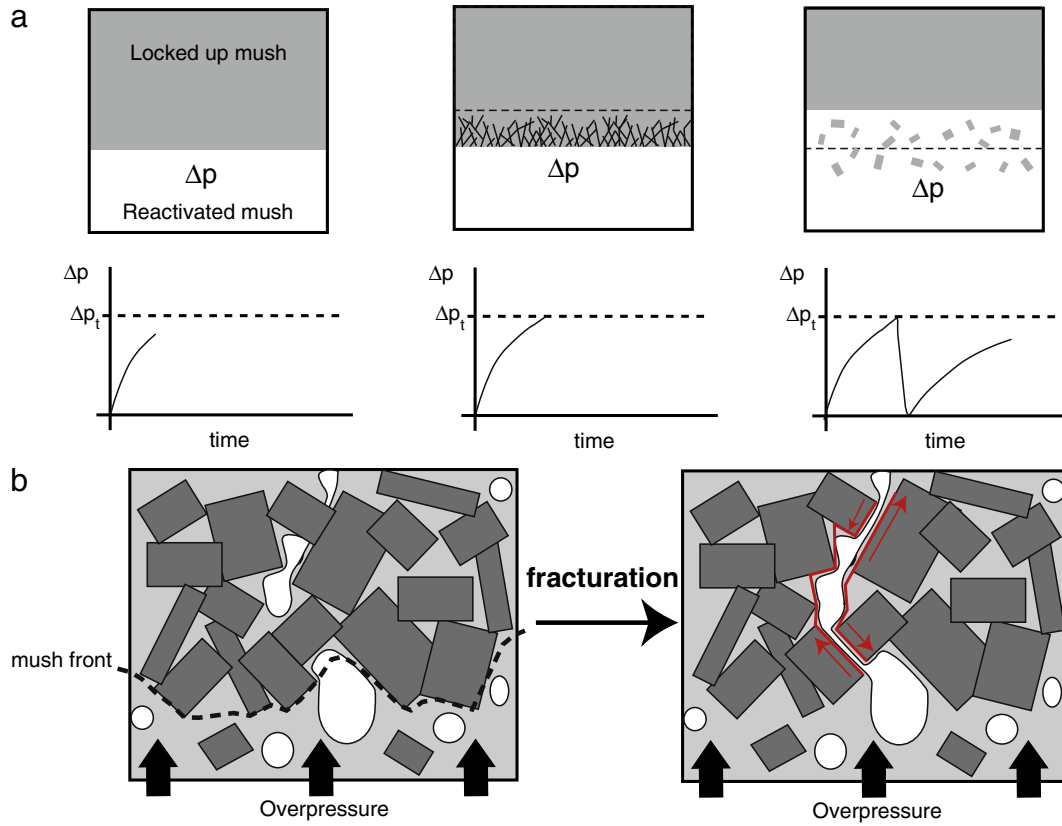 a
Locked up mush
Δp
Reactivated mush
Δp
Δp
Δp
Δpt
time
Δp
Δpt
time
Δp
Δpt
time
b
mush front
Overpressure
fracturation
Overpressure